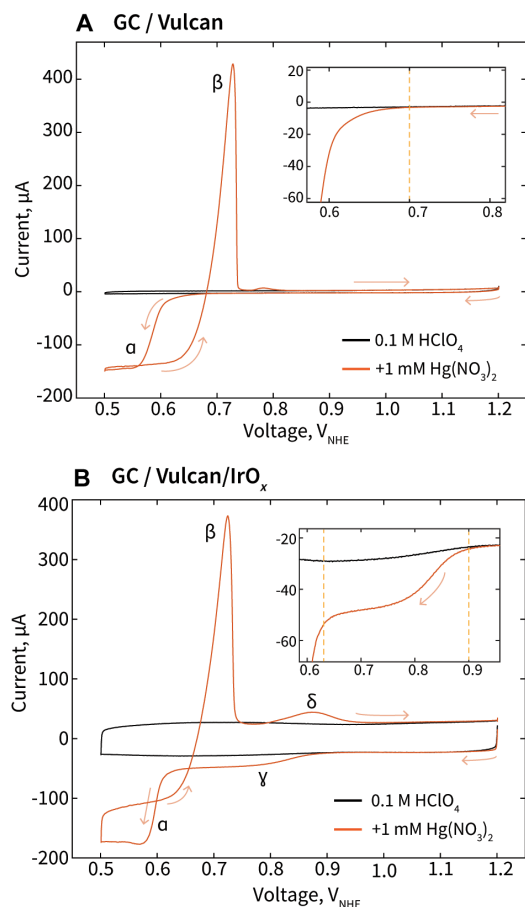 A GC / Vulcan
400
300
200
100
0
-100
-200
Current, µA
β
α
20
0
-20
-40
-60
0.6 0.7 0.8
0.1 M HClO4
+1 mM Hg(NO3)2
0.5 0.6 0.7 0.8 0.9 1.0 1.1 1.2
Voltage, VNHE
B GC / Vulcan/IrOx
400
300
200
100
0
-100
-200
Current, µA
β
δ
γ
α
-20
-40
-60
0.6 0.7 0.8 0.9
0.1 M HClO4
+1 mM Hg(NO3)2
0.5 0.6 0.7 0.8 0.9 1.0 1.1 1.2
Voltage, VNHE